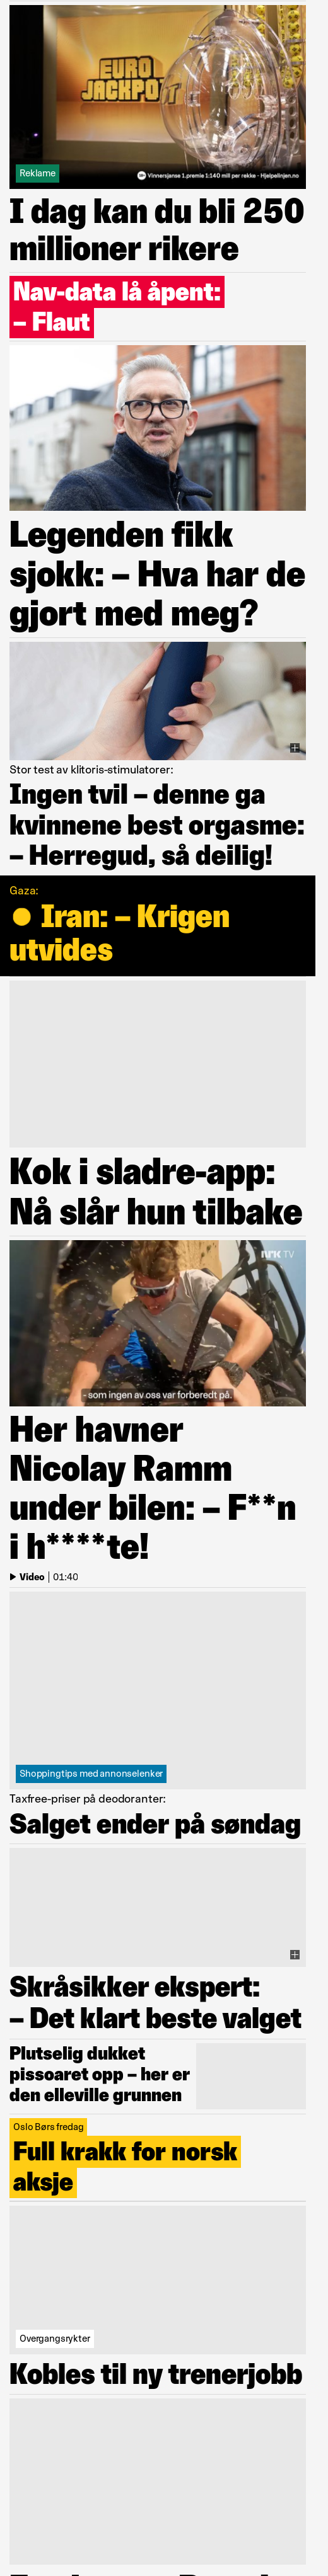 EURO
JACKPOT
Reklame
Vinnersjanse 1.premie 1:140 mill per rekke - Hjelpelinjen.no
I dag kan du bli 250
millioner rikere
Nav-data lå åpent:
– Flaut
Legenden fikk
sjokk: – Hva har de
gjort med meg?
Stor test av klitoris-stimulatorer:
Ingen tvil – denne ga
kvinnene best orgasme:
– Herregud, så deilig!
Gaza:
● Iran: – Krigen
utvides
Kok i sladre-app:
Nå slår hun tilbake
NRK TV
- som ingen av oss var forberedt på.
Her havner
Nicolay Ramm
under bilen: – F**n
i h****te!
Video | 01:40
Shoppingtips med annonselenker
Taxfree-priser på deodoranter:
Salget ender på søndag
Skråsikker ekspert:
– Det klart beste valget
Plutselig dukket
pissoaret opp – her er
den elleville grunnen
Oslo Børs fredag
Full krakk for norsk
aksje
Overgangsrykter
Kobles til ny trenerjobb